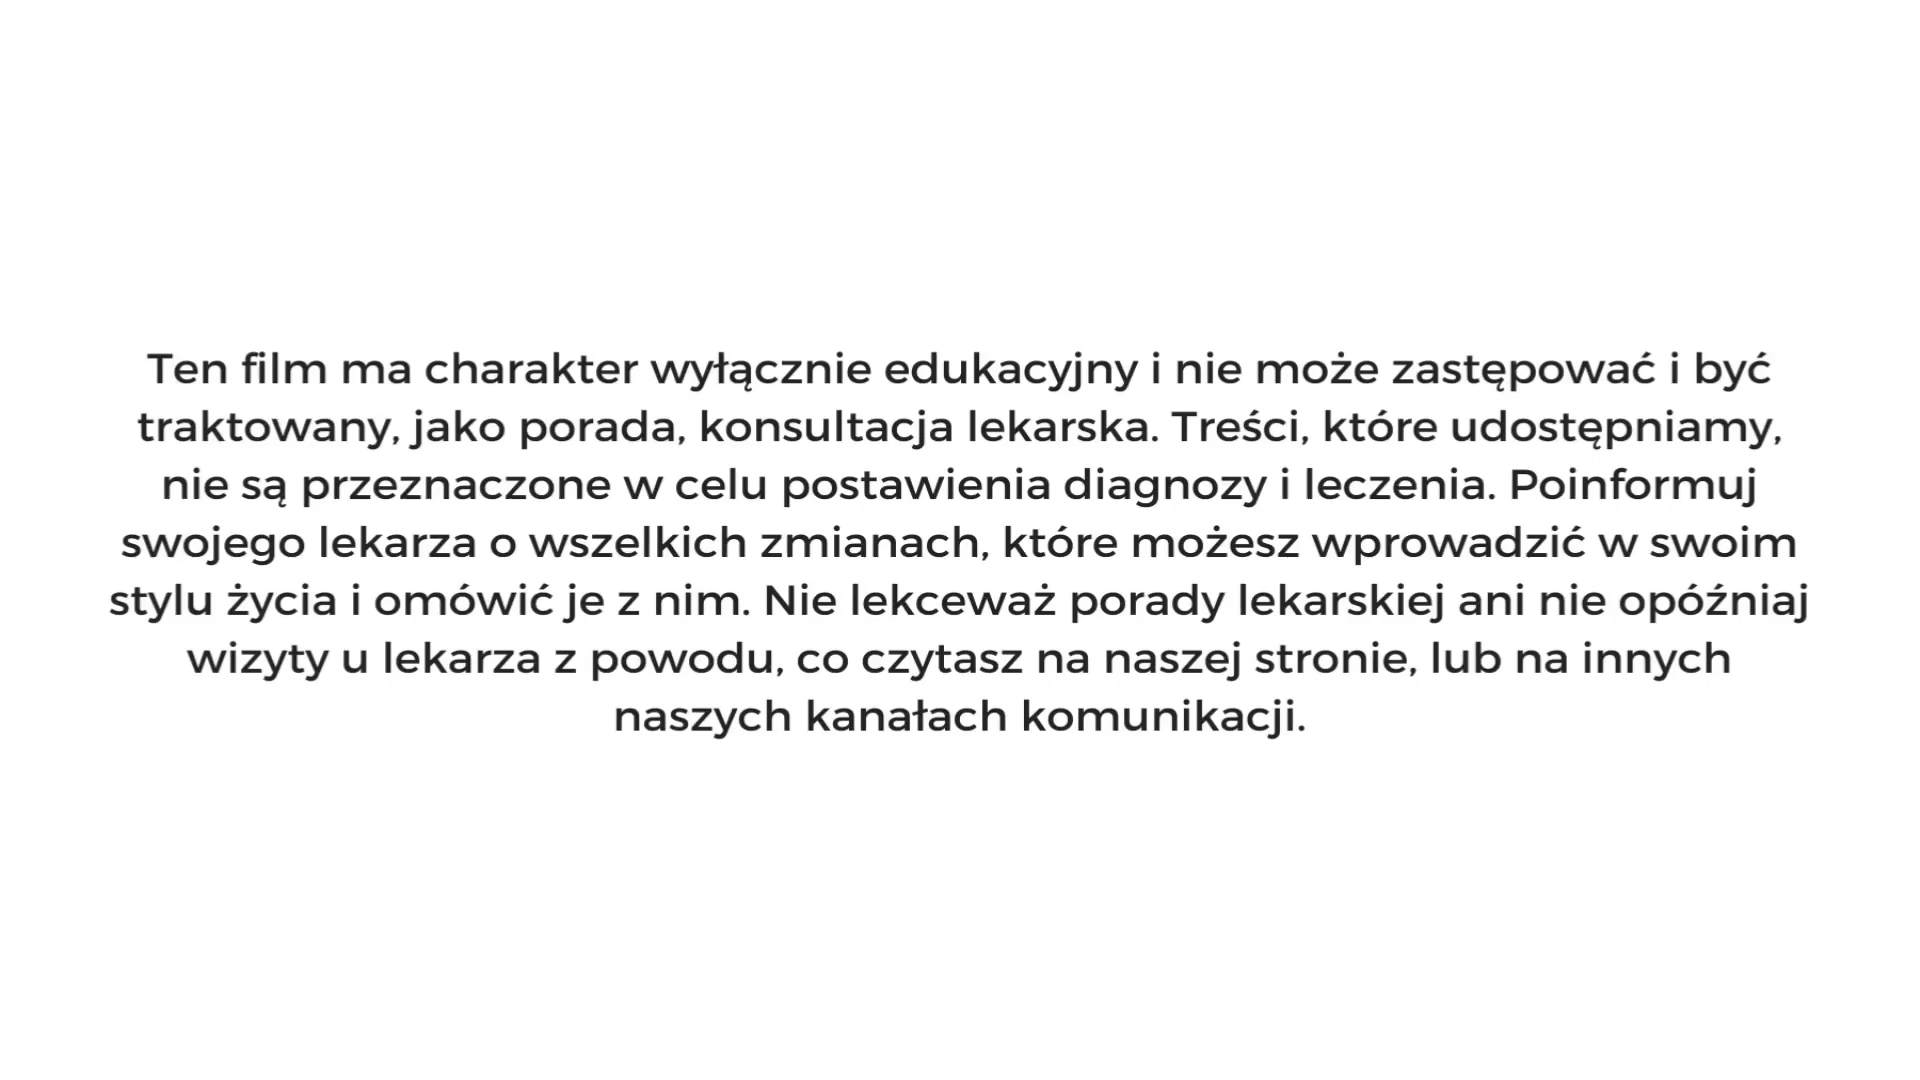 Ten film ma charakter wyłącznie edukacyjny i nie może zastępować i być
traktowany, jako porada, konsultacja lekarska. Treści, które udostępniamy,
nie są przeznaczone w celu postawienia diagnozy i leczenia. Poinformuj
swojego lekarza o wszelkich zmianach, które możesz wprowadzić w swoim
stylu życia i omówić je z nim. Nie lekceważ porady lekarskiej ani nie opóźniaj
wizyty u lekarza z powodu, co czytasz na naszej stronie, lub na innych
naszych kanałach komunikacji.